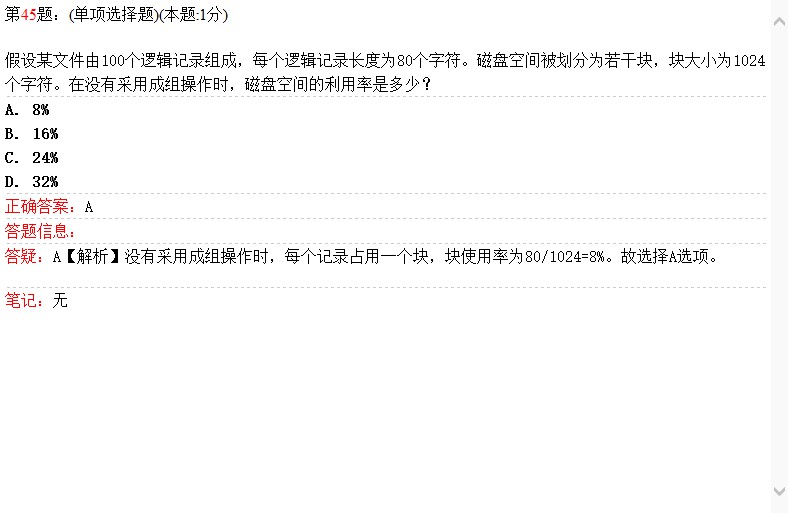 第45题：(单项选择题)(本题:1分)
假设某文件由100个逻辑记录组成，每个逻辑记录长度为80个字符。磁盘空间被划分为若干块，块大小为1024
个字符。在没有采用成组操作时，磁盘空间的利用率是多少？
A. 8%
B. 16%
C. 24%
D. 32%
正确答案：A
答题信息：
答疑：A【解析】没有采用成组操作时，每个记录占用一个块，块使用率为80/1024=8%。故选择A选项。
笔记：无